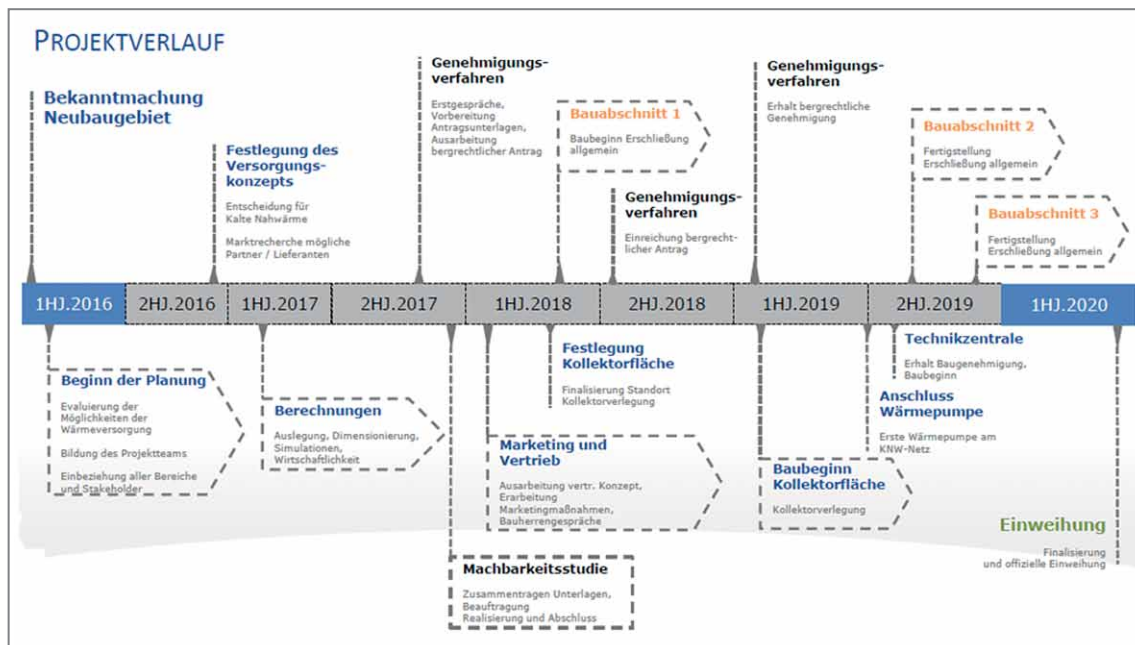 PROJEKTVERLAUF
Bekanntmachung
Neubaugebiet
Festlegung des
Versorgungs-
konzepts
Entscheidung für
Kalte Nahwärme
Marktrecherche mögliche
Partner / Lieferanten
Genehmigungs-
verfahren
Erstgespräche,
Vorbereitung
Antragsunterlagen,
Ausarbeitung
bergrechtlicher Antrag
Bauabschnitt 1
Baubeginn Erschließung
allgemein
Genehmigungs-
verfahren
Einreichung bergrecht-
licher Antrag
Genehmigungs-
verfahren
Erhalt bergrechtliche
Genehmigung
Bauabschnitt 2
Fertigstellung
Erschließung allgemein
Bauabschnitt 3
Fertigstellung
Erschließung allgemein
1HJ.2016
2HJ.2016
1HJ.2017
2HJ.2017
1HJ.2018
2HJ.2018
1HJ.2019
2HJ.2019
1HJ.2020
Beginn der Planung
Evaluierung der
Möglichkeiten der
Wärmeversorgung
Bildung des Projektteams
Einbeziehung aller Bereiche
und Stakeholder
Berechnungen
Auslegung, Dimensionierung,
Simulationen,
Wirtschaftlichkeit
Festlegung
Kollektorfläche
Finalisierung Standort
Kollektorverlegung
Marketing und
Vertrieb
Ausarbeitung vertr. Konzept,
Erarbeitung
Marketingmaßnahmen,
Bauherrengespräche
Machbarkeitsstudie
Zusammentragen Unterlagen,
Beauftragung
Realisierung und Abschluss
Technikzentrale
Erhalt Baugenehmigung,
Baubeginn
Anschluss
Wärmepumpe
Erste Wärmepumpe am
KNW-Netz
Baubeginn
Kollektorfläche
Kollektorverlegung
Einweihung
Finalisierung
und offizielle Einweihung